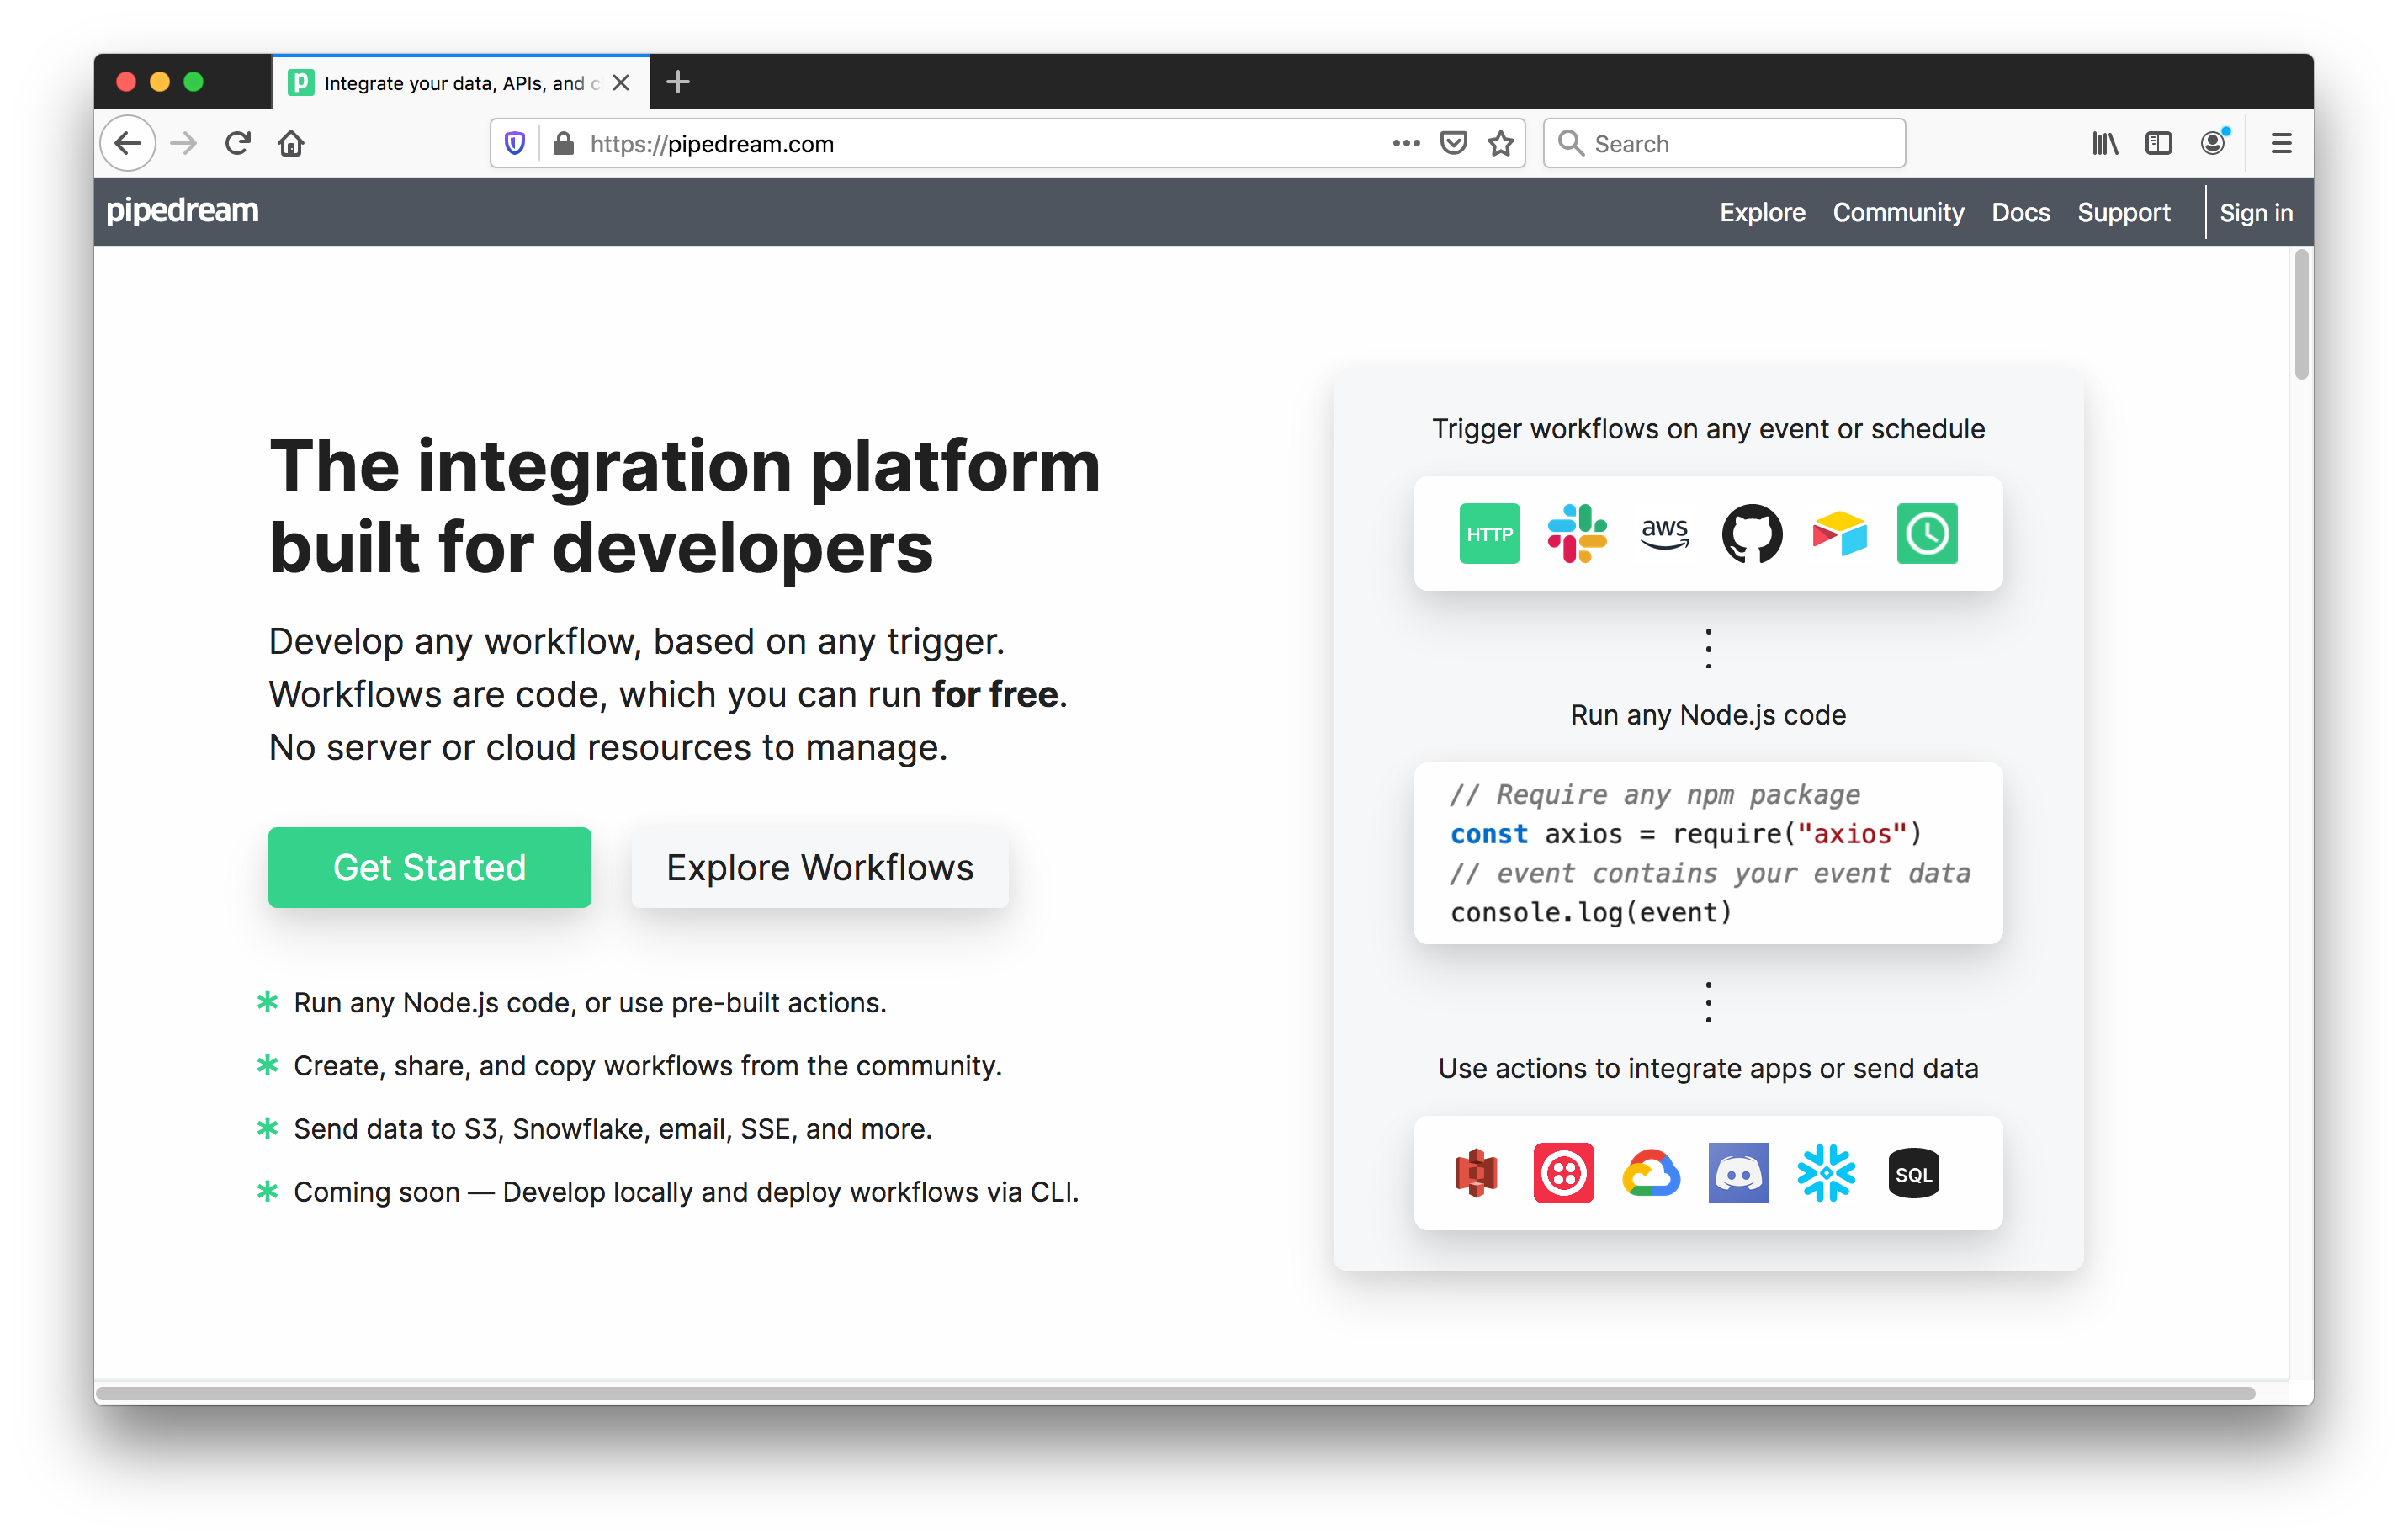 Integrate your data, APIs, and
https://pipedream.com
Search
pipedream
Explore
Community
Docs
Support
Sign in
The integration platform
built for developers
Develop any workflow, based on any trigger.
Workflows are code, which you can run for free.
No server or cloud resources to manage.
Get Started
Explore Workflows
* Run any Node.js code, or use pre-built actions.
* Create, share, and copy workflows from the community.
* Send data to S3, Snowflake, email, SSE, and more.
* Coming soon — Develop locally and deploy workflows via CLI.
Trigger workflows on any event or schedule
HTTP
aws
Run any Node.js code
// Require any npm package
const axios = require("axios")
// event contains your event data
console.log(event)
Use actions to integrate apps or send data
SQL